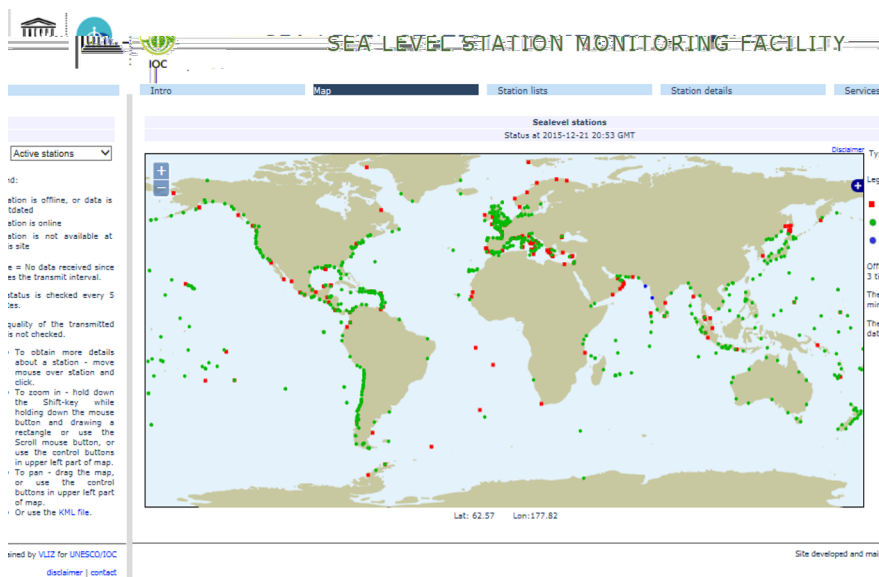 SEA LEVEL STATION MONITORING FACILITY
IOC
Intro
Map
Station lists
Station details
Services
Sealevel stations
Status at 2015-12-21 20:53 GMT
Disclaimer
Active stations
ation is offline, or data is
tdated
ation is online
ation is not available at
is site
e = No data received since
es the transmit interval.
status is checked every 5
es.
quality of the transmitted
is not checked.
To obtain more details
about a station - move
mouse over station and
click.
To zoom in - hold down
the Shift-key while
holding down the mouse
button and drawing a
rectangle or use the
Scroll mouse button, or
use the control buttons
in upper left part of map.
To pan - drag the map,
or use the control
buttons in upper left part
of map.
Or use the KML file.
+
−
+
Ty
Leg
Off
3 ti
The
min
The
dat
Lat: 62.57 Lon:177.82
ained by VLIZ for UNESCO/IOC
disclaimer | contact
Site developed and mai